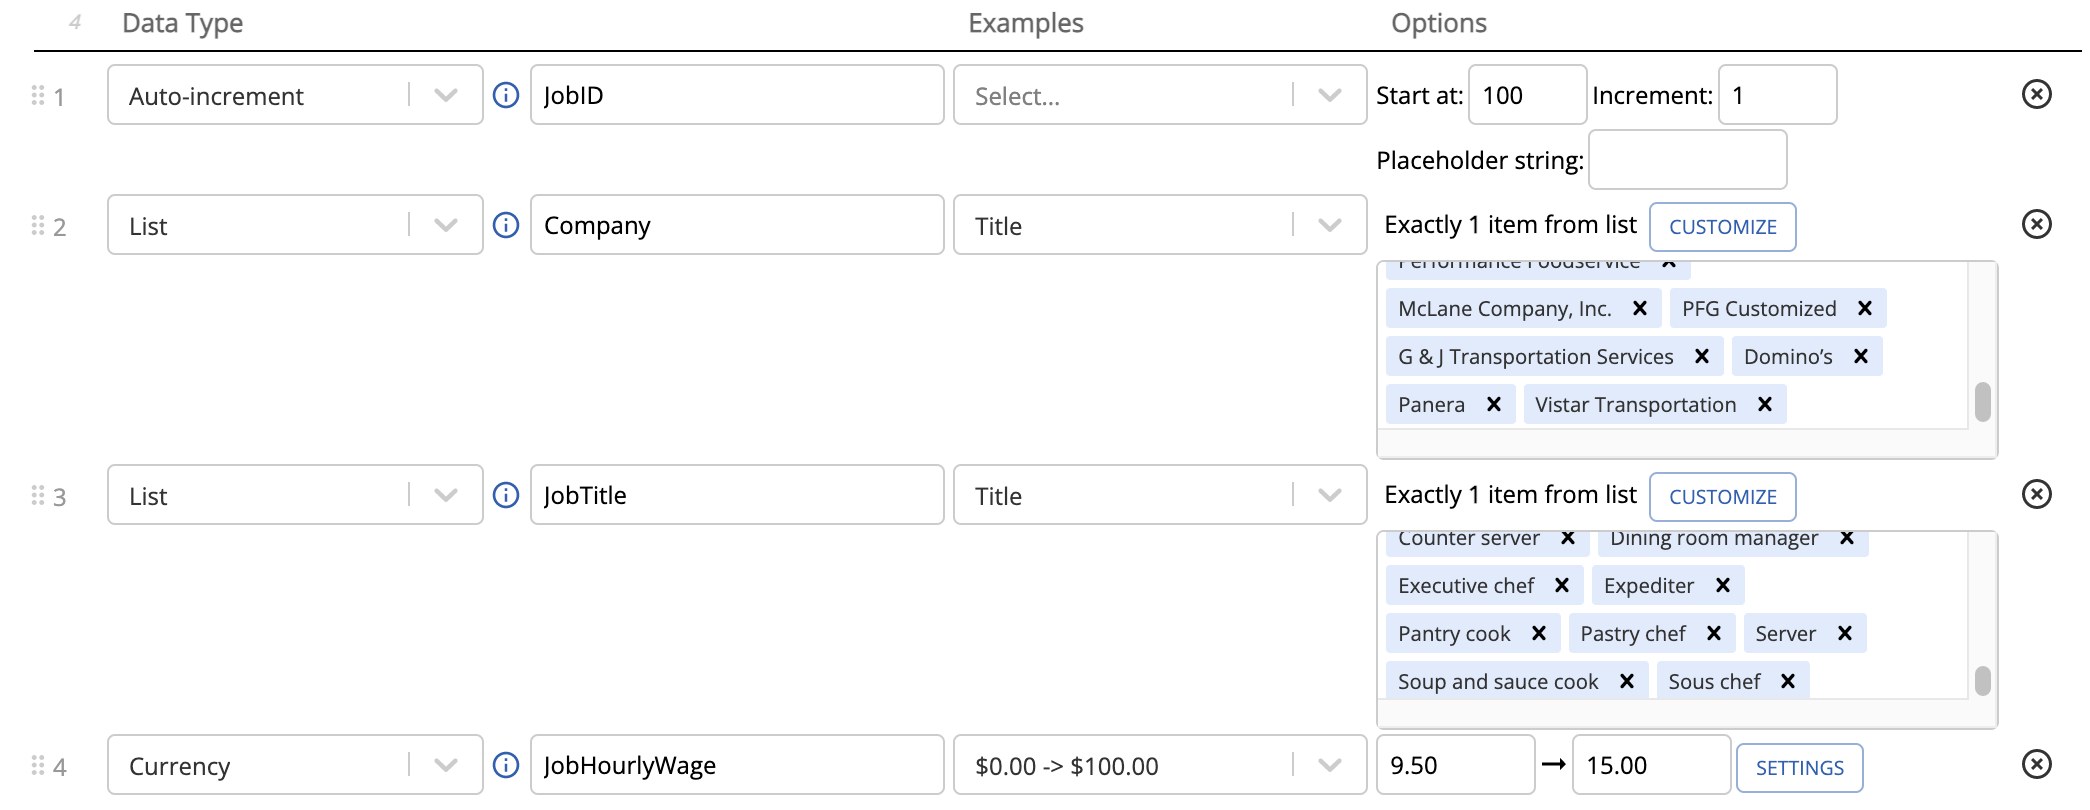 4 Data Type Examples Options
1 Auto-increment JobID Select... Start at: 100 Increment: 1
Placeholder string:
2 List Company Title Exactly 1 item from list CUSTOMIZE
Performance Foodservice
McLane Company, Inc. PFG Customized
G & J Transportation Services Domino’s
Panera Vistar Transportation
3 List JobTitle Title Exactly 1 item from list CUSTOMIZE
Counter server Dining room manager
Executive chef Expediter
Pantry cook Pastry chef Server
Soup and sauce cook Sous chef
4 Currency JobHourlyWage $0.00 -> $100.00 9.50 → 15.00 SETTINGS